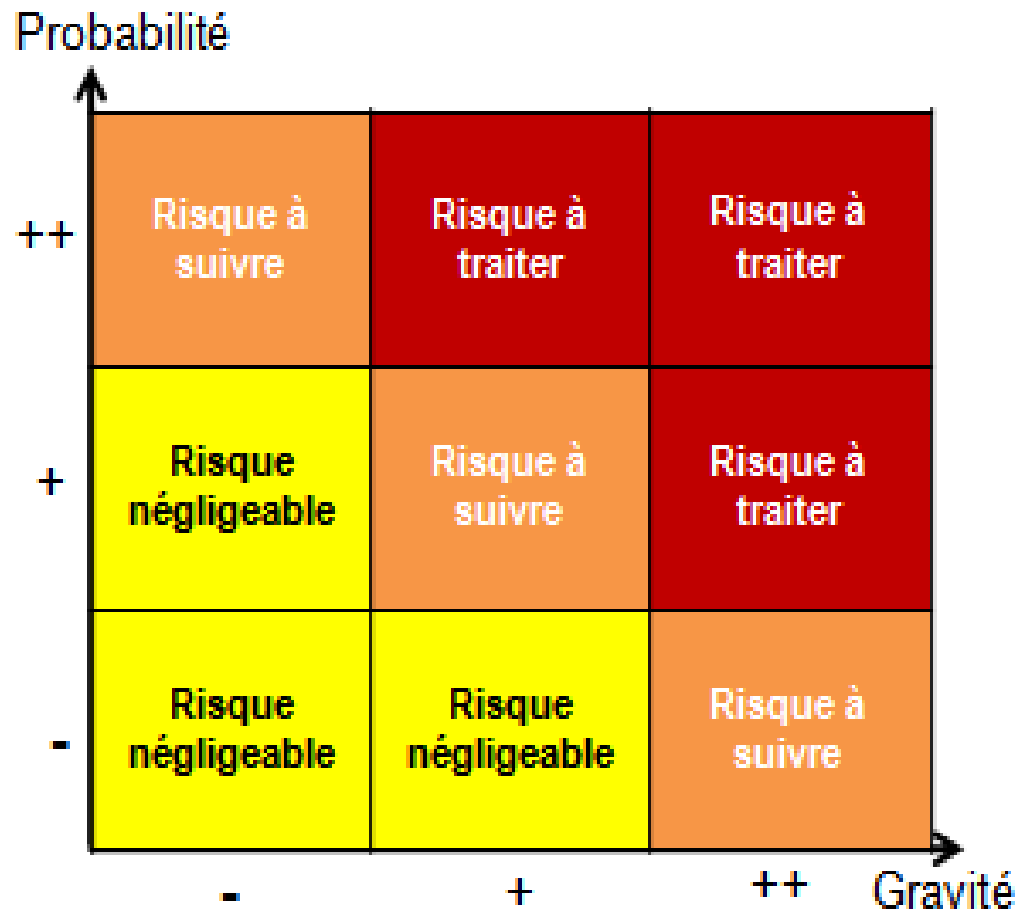 Probabilité
++
Risque à
suivre
Risque à
traiter
Risque à
traiter
+
Risque
négligeable
Risque à
suivre
Risque à
traiter
-
Risque
négligeable
Risque
négligeable
Risque à
suivre
-
+
++
Gravité